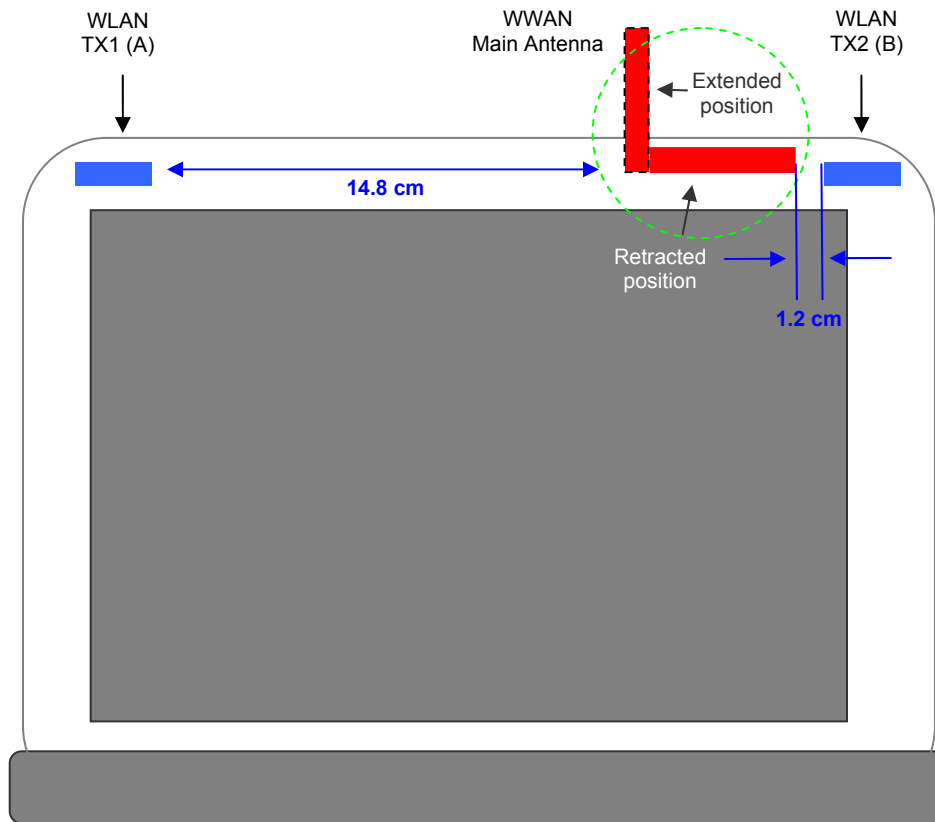 WLAN
TX1 (A)
WWAN
Main Antenna
WLAN
TX2 (B)
Extended
position
14.8 cm
Retracted
position
1.2 cm